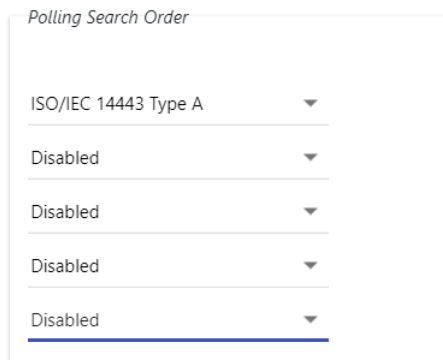 Polling Search Order
ISO/IEC 14443 Type A
Disabled
Disabled
Disabled
Disabled